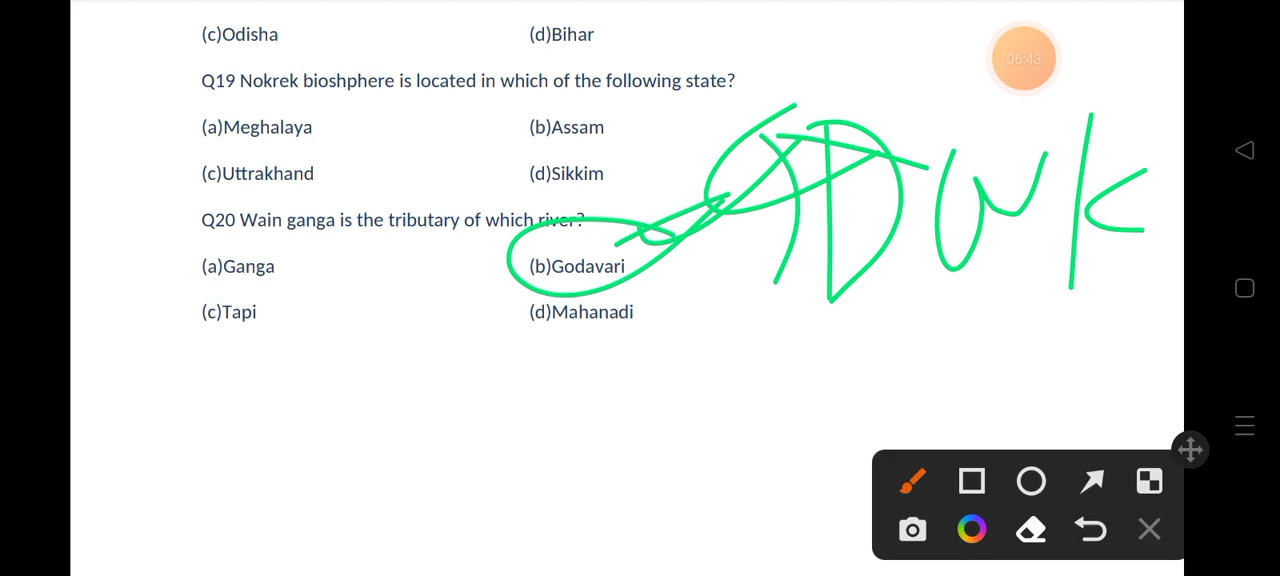 (c)Odisha (d)Bihar
06:43
Q19 Nokrek bioshphere is located in which of the following state?
(a)Meghalaya (b)Assam
(c)Uttrakhand (d)Sikkim
Q20 Wain ganga is the tributary of which river?
(a)Ganga (b)Godavari
(c)Tapi (d)Mahanadi